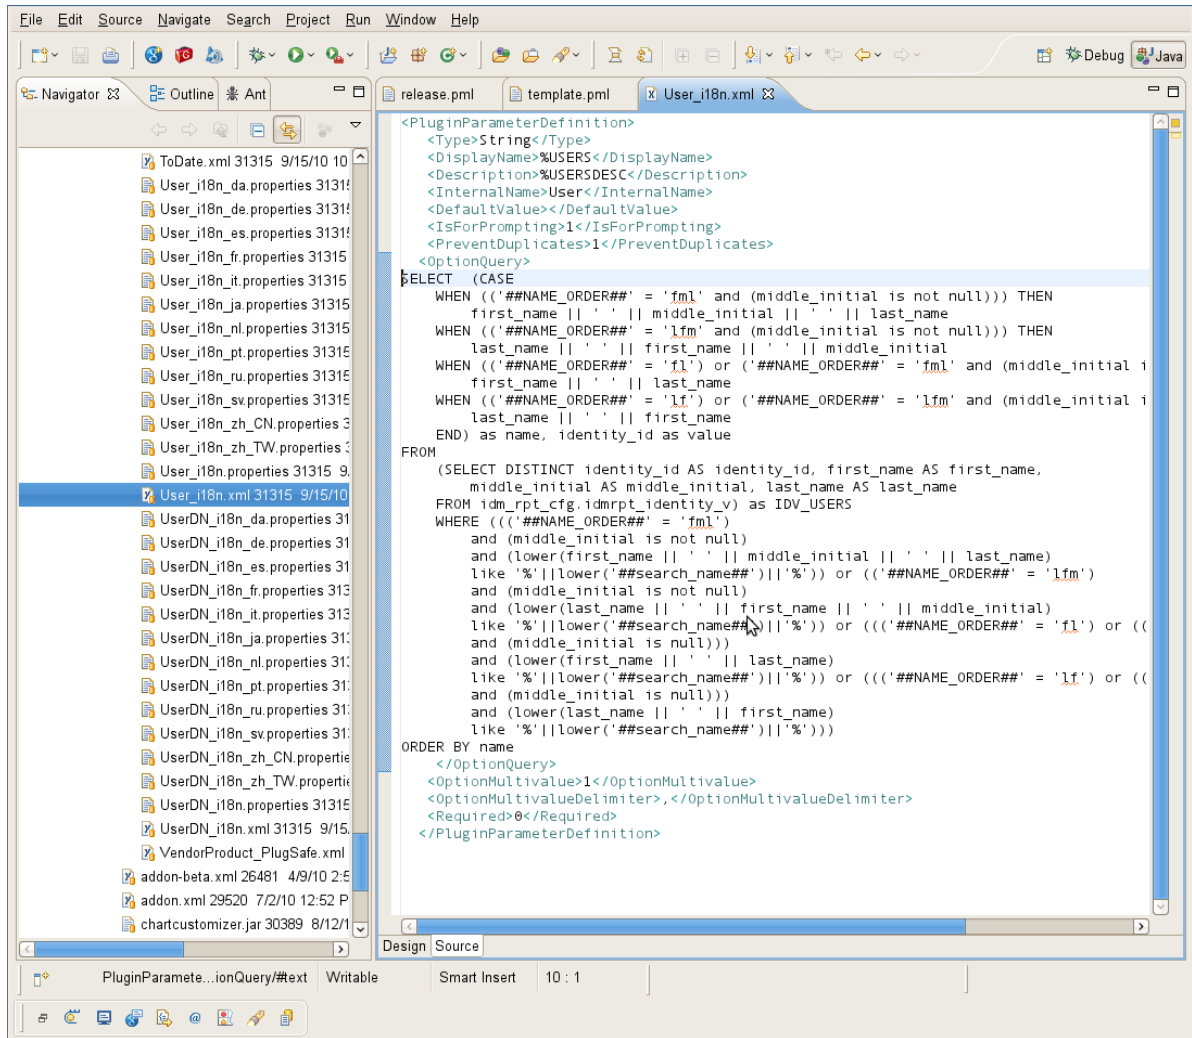 File Edit Source Navigate Search Project Run Window Help
Debug Java
Navigator Outline Ant
release.pml template.pml User_i18n.xml
ToDate.xml 31315 9/15/10 10
User_i18n_da.properties 3131
User_i18n_de.properties 3131
User_i18n_es.properties 3131
User_i18n_fr.properties 31315
User_i18n_it.properties 31315
User_i18n_ja.properties 31315
User_i18n_nl.properties 31315
User_i18n_pt.properties 31315
User_i18n_ru.properties 31315
User_i18n_sv.properties 31315
User_i18n_zh_CN.properties 3
User_i18n_zh_TW.properties
User_i18n.properties 31315 9
User_i18n.xml 31315 9/15/10
UserDN_i18n_da.properties 31
UserDN_i18n_de.properties 31
UserDN_i18n_es.properties 31
UserDN_i18n_fr.properties 313
UserDN_i18n_it.properties 313
UserDN_i18n_ja.properties 31
UserDN_i18n_nl.properties 31
UserDN_i18n_pt.properties 31
UserDN_i18n_ru.properties 31
UserDN_i18n_sv.properties 31
UserDN_i18n_zh_CN.propertie
UserDN_i18n_zh_TW.propertie
UserDN_i18n.properties 31315
UserDN_i18n.xml 31315 9/15
VendorProduct_PlugSafe.xml
addon-beta.xml 26481 4/9/10 2:5
addon.xml 29520 7/2/10 12:52 P
chartcustomizer.jar 30389 8/12/1
<PluginParameterDefinition>
<Type>String</Type>
<DisplayName>%USERS</DisplayName>
<Description>%USERSDESC</Description>
<InternalName>User</InternalName>
<DefaultValue></DefaultValue>
<IsForPrompting>1</IsForPrompting>
<PreventDuplicates>1</PreventDuplicates>
<OptionQuery>
SELECT (CASE
WHEN (('##NAME_ORDER##' = 'fml' and (middle_initial is not null))) THEN
first_name || ' ' || middle_initial || ' ' || last_name
WHEN (('##NAME_ORDER##' = 'lfm' and (middle_initial is not null))) THEN
last_name || ' ' || first_name || ' ' || middle_initial
WHEN (('##NAME_ORDER##' = 'fl') or ('##NAME_ORDER##' = 'fml' and (middle_initial i
first_name || ' ' || last_name
WHEN (('##NAME_ORDER##' = 'lf') or ('##NAME_ORDER##' = 'lfm' and (middle_initial i
last_name || ' ' || first_name
END) as name, identity_id as value
FROM
(SELECT DISTINCT identity_id AS identity_id, first_name AS first_name,
middle_initial AS middle_initial, last_name AS last_name
FROM idm_rpt_cfg.idmrpt_identity_v) as IDV_USERS
WHERE ((('##NAME_ORDER##' = 'fml')
and (middle_initial is not null)
and (lower(first_name || ' ' || middle_initial || ' ' || last_name)
like '%'||lower('##search_name##')||'%')) or (('##NAME_ORDER##' = 'lfm')
and (middle_initial is not null)
and (lower(last_name || ' ' || first_name || ' ' || middle_initial)
like '%'||lower('##search_name##')||'%')) or ((('##NAME_ORDER##' = 'fl') or ((
and (middle_initial is null)))
and (lower(first_name || ' ' || last_name)
like '%'||lower('##search_name##')||'%')) or ((('##NAME_ORDER##' = 'lf') or ((
and (middle_initial is null)))
and (lower(last_name || ' ' || first_name)
like '%'||lower('##search_name##')||'%')))
ORDER BY name
</OptionQuery>
<OptionMultivalue>1</OptionMultivalue>
<OptionMultivalueDelimiter>,</OptionMultivalueDelimiter>
<Required>0</Required>
</PluginParameterDefinition>
Design Source
PluginParamete...ionQuery/#text Writable Smart Insert 10 : 1